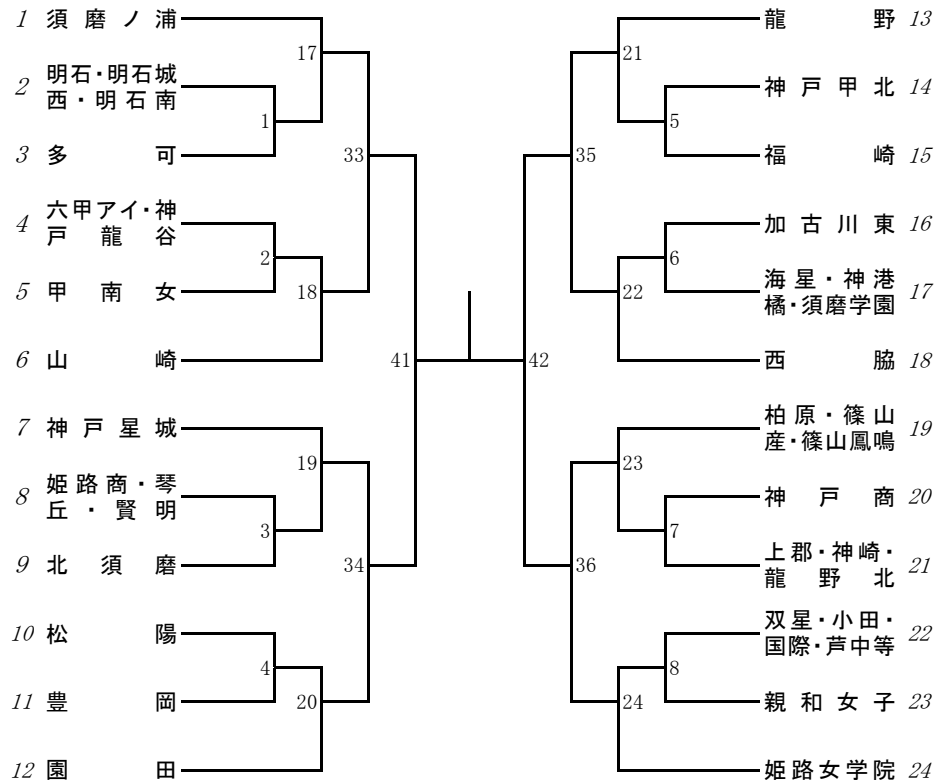 1 須磨ノ浦
2 明石・明石城
西・明石南
3 多可
4 六甲アイ・神
戸龍谷
5 甲南女
6 山崎
7 神戸星城
8 姫路商・琴
丘・賢明
9 北須磨
10 松陽
11 豊岡
12 園田
17
1
33
2
18
41
19
3
34
4
20
21
5
35
6
22
42
23
7
36
8
24
龍野 13
神戸甲北 14
福崎 15
加古川東 16
海星・神港
橘・須磨学園 17
西脇 18
柏原・篠山
産・篠山鳳鳴 19
神戸商 20
上郡・神崎・
龍野北 21
双星・小田・
国際・芦中等 22
親和女子 23
姫路女学院 24